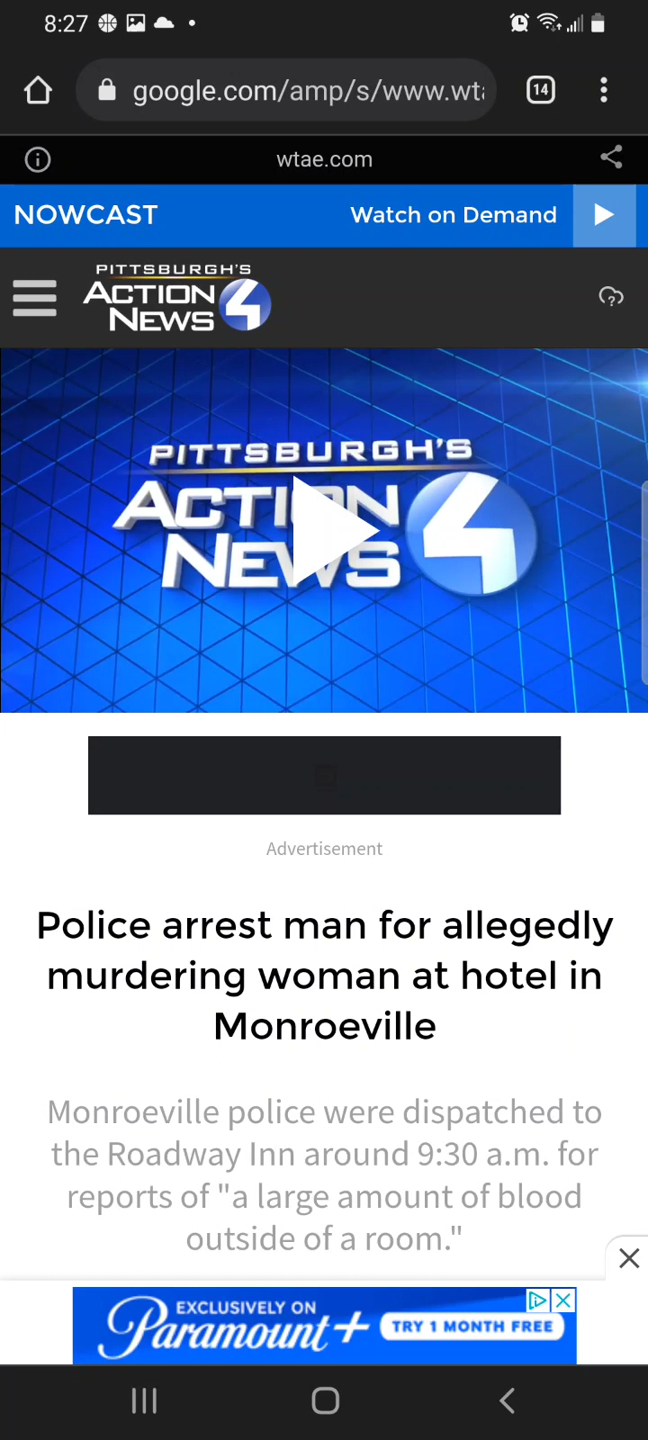 8:27
google.com/amp/s/www.wta
14
wtae.com
NOWCAST
Watch on Demand
PITTSBURGH'S
ACTION
NEWS 4
PITTSBURGH'S
ACTION
NEWS 4
Advertisement
Police arrest man for allegedly
murdering woman at hotel in
Monroeville
Monroeville police were dispatched to
the Roadway Inn around 9:30 a.m. for
reports of "a large amount of blood
outside of a room."
EXCLUSIVELY ON
Paramount+
TRY 1 MONTH FREE